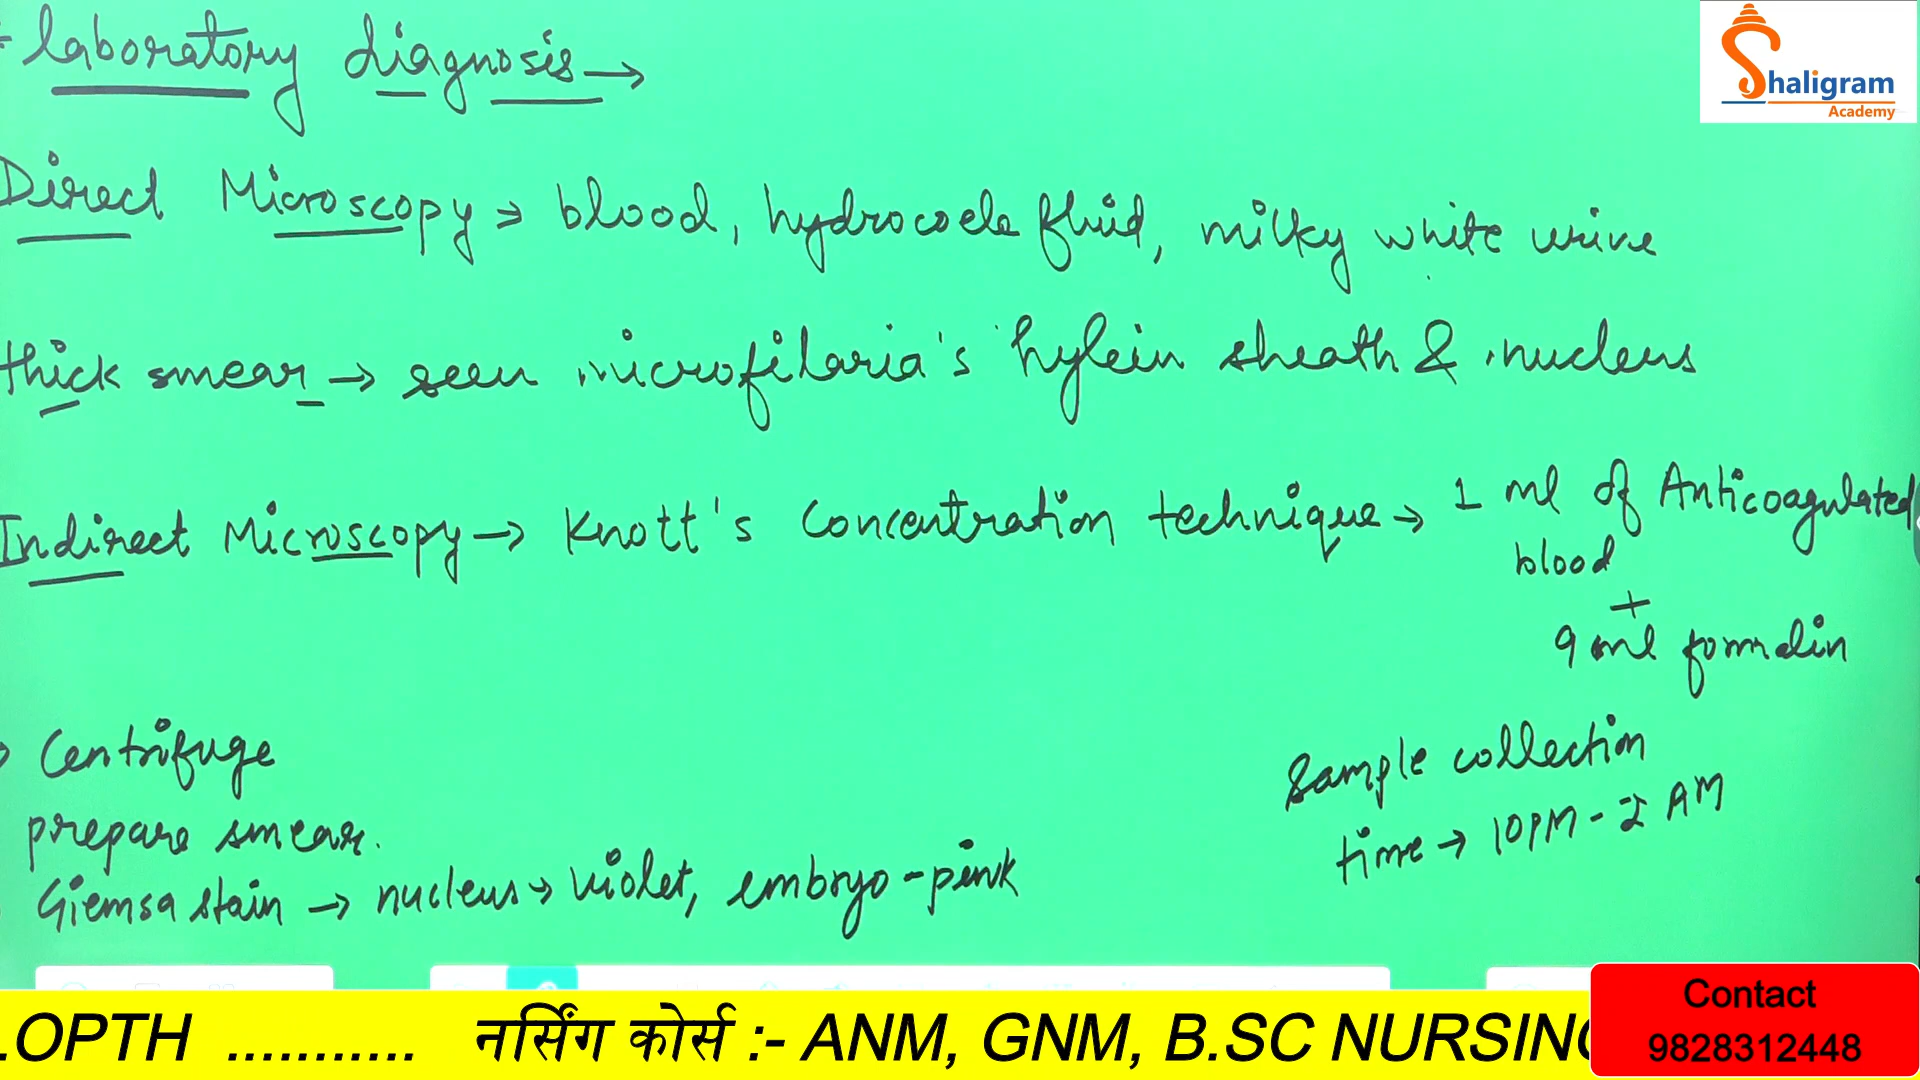 laboratory diagnosis →
Shaligram
Academy
Direct Microscopy → blood, hydrocoele fluid, milky white urine
thick smear → seen microfilaria's hylein sheath & nucleus
Indirect Microscopy → Knott's Concentration technique → 1 ml of Anticoagulated
blood
+
9 ml formalin
Centrifuge
prepare smear.
Giemsa stain → nucleus → violet, embryo - pink
Sample collection
time → 10PM - 2 AM
.OPTH ........... नर्सिंग कोर्स :- ANM, GNM, B.SC NURSING
Contact
9828312448